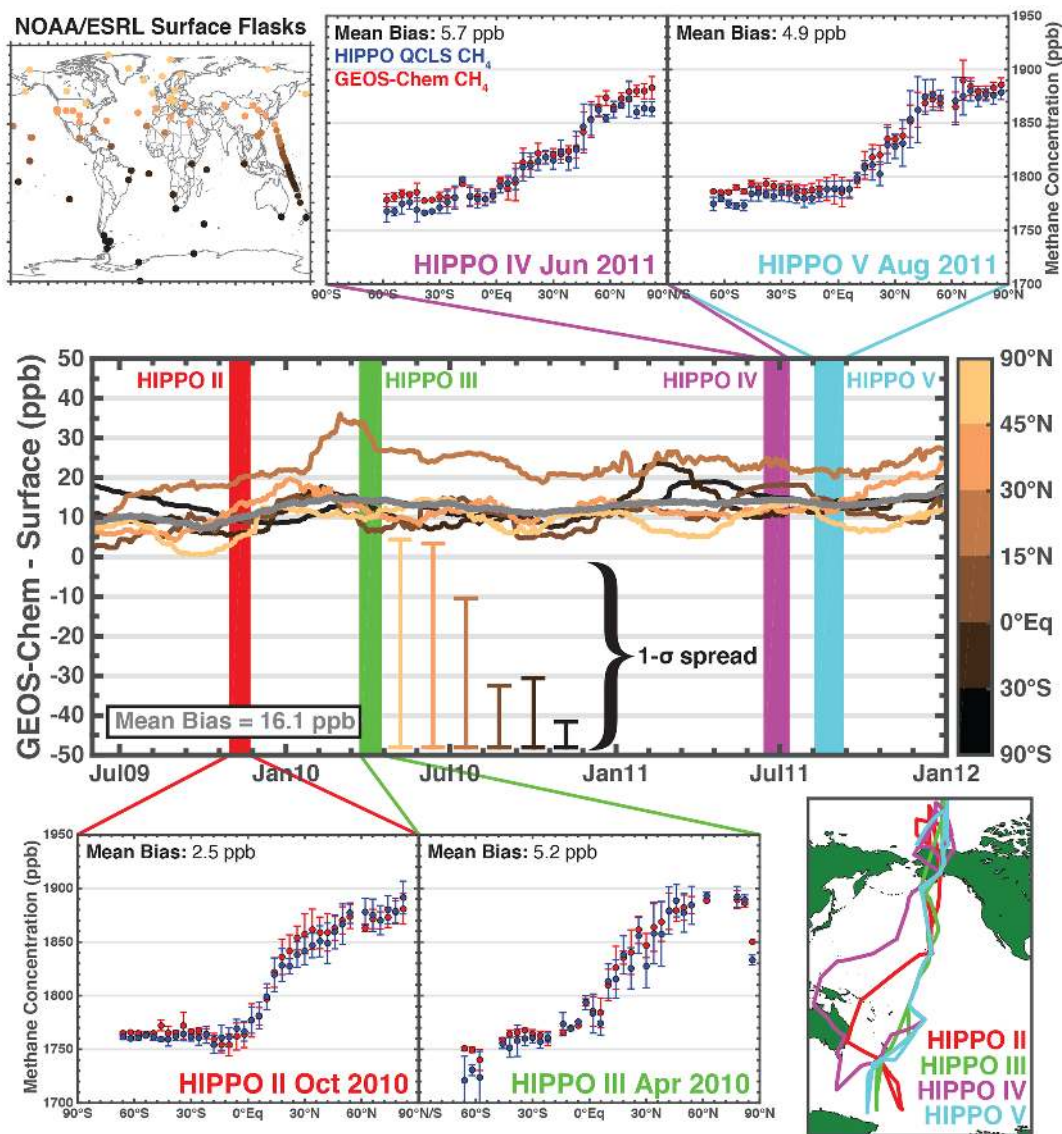 NOAA/ESRL Surface Flasks
Mean Bias: 5.7 ppb
HIPPO QCLS CH4
GEOS-Chem CH4
HIPPO IV Jun 2011
90°S 60°S 30°S 0°Eq 30°N 60°N 90°N/S
Mean Bias: 4.9 ppb
HIPPO V Aug 2011
60°S 30°S 0°Eq 30°N 60°N 90°N
1950
1900
1850
1800
1750
1700
Methane Concentration (ppb)
GEOS-Chem - Surface (ppb)
50
40
30
20
10
0
-10
-20
-30
-40
-50
HIPPO II
HIPPO III
HIPPO IV
HIPPO V
1-σ spread
Mean Bias = 16.1 ppb
Jul09 Jan10 Jul10 Jan11 Jul11 Jan12
90°N
45°N
30°N
15°N
0°Eq
30°S
90°S
Methane Concentration (ppb)
1950
1900
1850
1800
1750
1700
Mean Bias: 2.5 ppb
HIPPO II Oct 2010
90°S 60°S 30°S 0°Eq 30°N 60°N 90°N/S
Mean Bias: 5.2 ppb
HIPPO III Apr 2010
60°S 30°S 0°Eq 30°N 60°N 90°N
HIPPO II
HIPPO III
HIPPO IV
HIPPO V